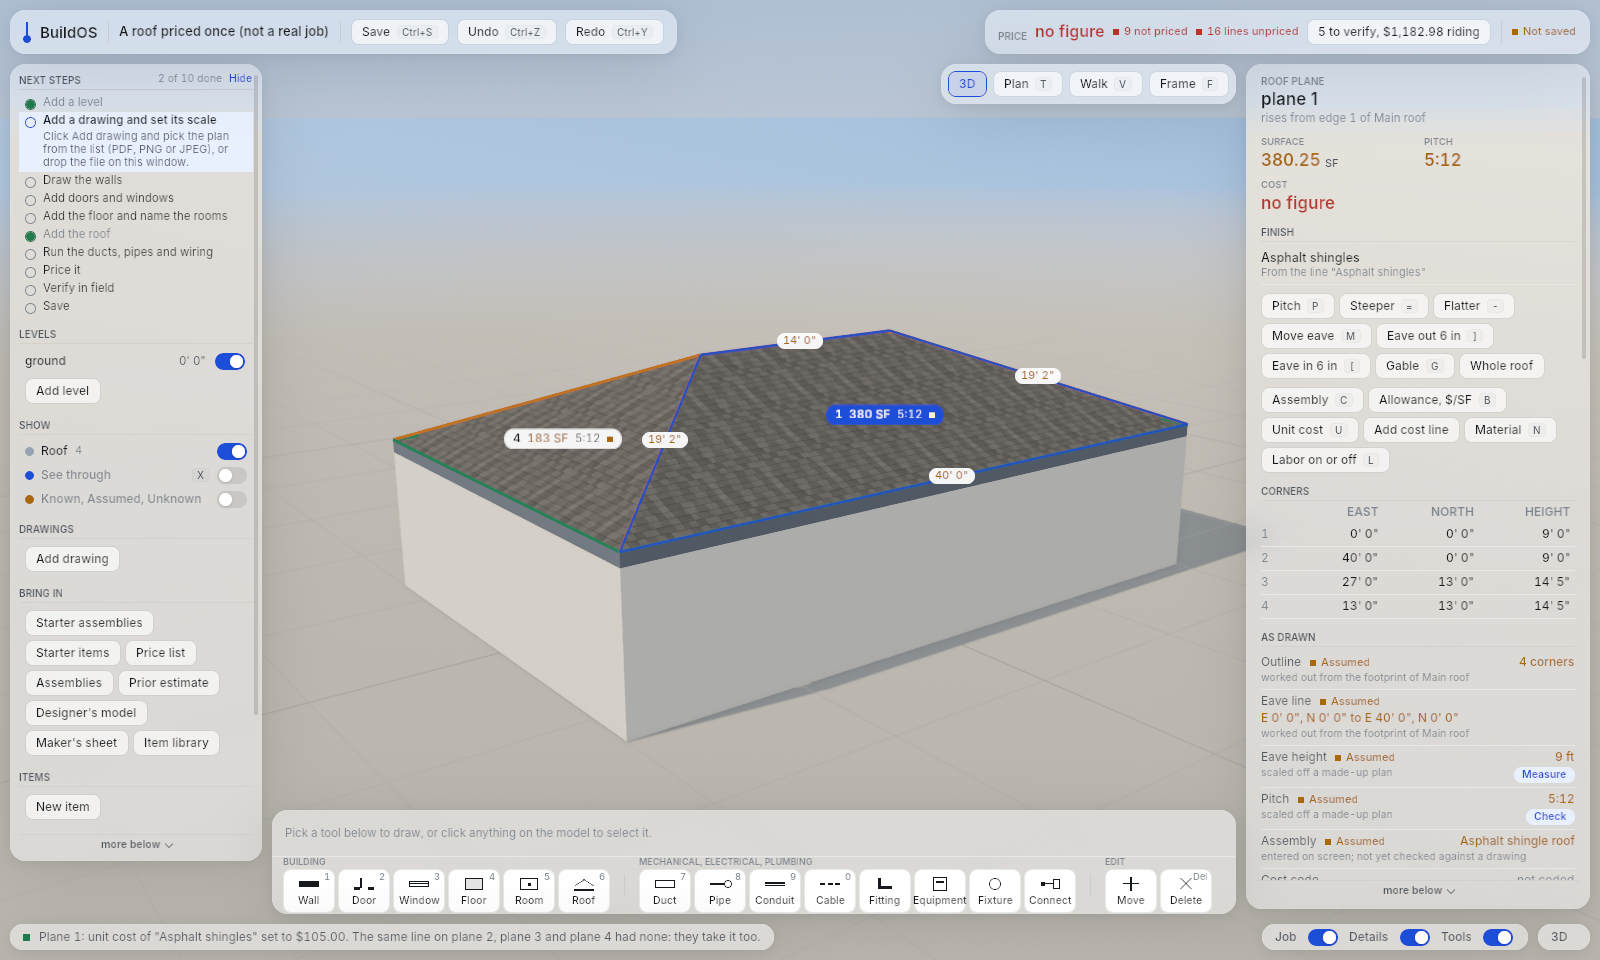 BuildOS
A roof priced once (not a real job)
Save Ctrl+S
Undo Ctrl+Z
Redo Ctrl+Y
PRICE no figure
9 not priced
16 lines unpriced
5 to verify, $1,182.98 riding
Not saved
NEXT STEPS 2 of 10 done Hide
Add a level
Add a drawing and set its scale
Click Add drawing and pick the plan
from the list (PDF, PNG or JPEG), or
drop the file on this window.
Draw the walls
Add doors and windows
Add the floor and name the rooms
Add the roof
Run the ducts, pipes and wiring
Price it
Verify in field
Save
LEVELS
ground 0' 0"
Add level
SHOW
Roof 4
See through X
Known, Assumed, Unknown
DRAWINGS
Add drawing
BRING IN
Starter assemblies
Starter items Price list
Assemblies Prior estimate
Designer's model
Maker's sheet Item library
ITEMS
New item
more below
3D Plan T Walk V Frame F
14' 0"
19' 2"
1 380 SF 5:12
4 183 SF 5:12
19' 2"
40' 0"
Pick a tool below to draw, or click anything on the model to select it.
BUILDING
Wall 1
Door 2
Window 3
Floor 4
Room 5
Roof 6
MECHANICAL, ELECTRICAL, PLUMBING
Duct 7
Pipe 8
Conduit 9
Cable 0
Fitting
Equipment
Fixture
Connect
EDIT
Move
Delete Del
ROOF PLANE
plane 1
rises from edge 1 of Main roof
SURFACE PITCH
380.25 SF 5:12
COST
no figure
FINISH
Asphalt shingles
From the line "Asphalt shingles"
Pitch P Steeper = Flatter -
Move eave M Eave out 6 in ]
Eave in 6 in [ Gable G Whole roof
Assembly C Allowance, $/SF B
Unit cost U Add cost line Material N
Labor on or off L
CORNERS
EAST NORTH HEIGHT
1 0' 0" 0' 0" 9' 0"
2 40' 0" 0' 0" 9' 0"
3 27' 0" 13' 0" 14' 5"
4 13' 0" 13' 0" 14' 5"
AS DRAWN
Outline Assumed 4 corners
worked out from the footprint of Main roof
Eave line Assumed
E 0' 0", N 0' 0" to E 40' 0", N 0' 0"
worked out from the footprint of Main roof
Eave height Assumed 9 ft
scaled off a made-up plan Measure
Pitch Assumed 5:12
scaled off a made-up plan Check
Assembly Assumed Asphalt shingle roof
entered on screen; not yet checked against a drawing
Cost code not coded
more below
Plane 1: unit cost of "Asphalt shingles" set to $105.00. The same line on plane 2, plane 3 and plane 4 had none: they take it too.
Job Details Tools 3D